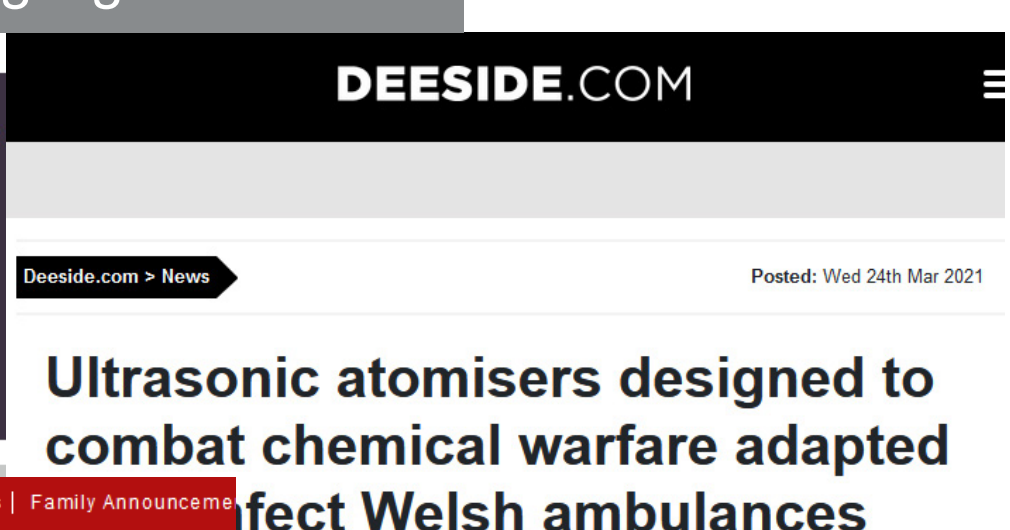 DEESIDE.COM
Deeside.com > News
Posted: Wed 24th Mar 2021
Ultrasonic atomisers designed to
combat chemical warfare adapted
fect Welsh ambulances
| Family Announceme